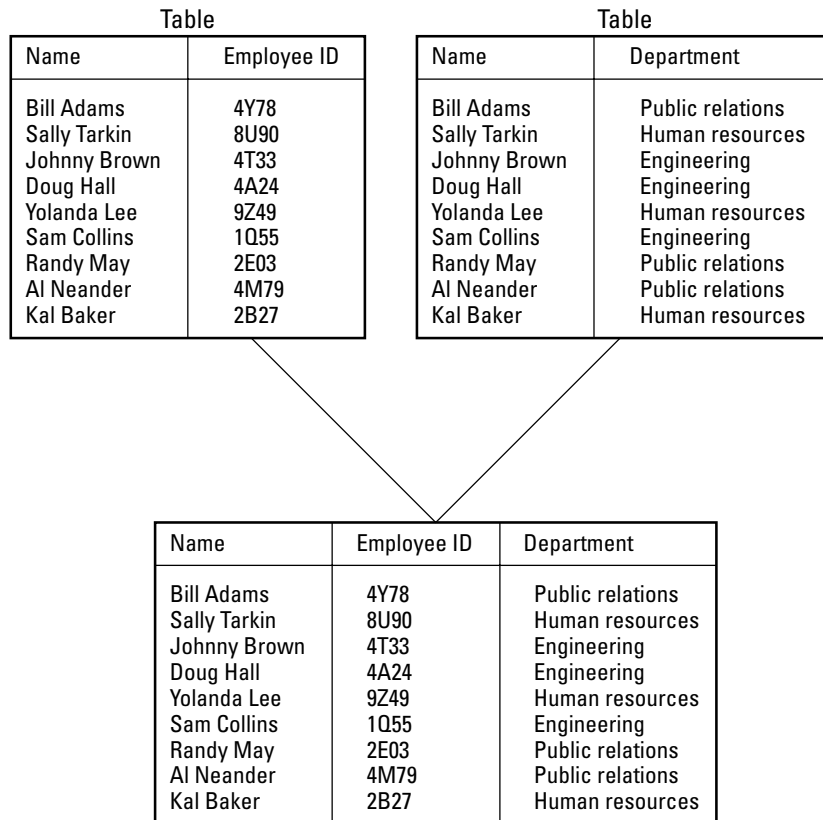 Table
Name Employee ID
Bill Adams 4Y78
Sally Tarkin 8U90
Johnny Brown 4T33
Doug Hall 4A24
Yolanda Lee 9Z49
Sam Collins 1Q55
Randy May 2E03
Al Neander 4M79
Kal Baker 2B27
Table
Name Department
Bill Adams Public relations
Sally Tarkin Human resources
Johnny Brown Engineering
Doug Hall Engineering
Yolanda Lee Human resources
Sam Collins Engineering
Randy May Public relations
Al Neander Public relations
Kal Baker Human resources
Name Employee ID Department
Bill Adams 4Y78 Public relations
Sally Tarkin 8U90 Human resources
Johnny Brown 4T33 Engineering
Doug Hall 4A24 Engineering
Yolanda Lee 9Z49 Human resources
Sam Collins 1Q55 Engineering
Randy May 2E03 Public relations
Al Neander 4M79 Public relations
Kal Baker 2B27 Human resources